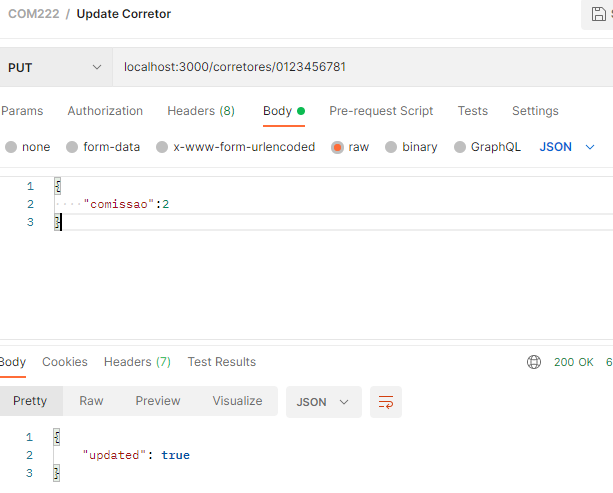 COM222 / Update Corretor
PUT localhost:3000/corretores/0123456781
Params Authorization Headers (8) Body Pre-request Script Tests Settings
none form-data x-www-form-urlencoded raw binary GraphQL JSON
1 {
2 "comissao":2
3 }
Body Cookies Headers (7) Test Results 200 OK 6
Pretty Raw Preview Visualize JSON
1 {
2 "updated": true
3 }